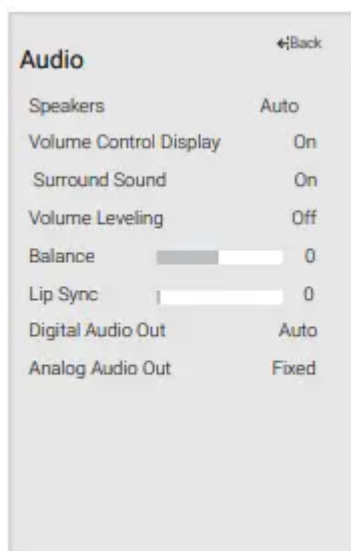 Back
Audio
Speakers Auto
Volume Control Display On
Surround Sound On
Volume Leveling Off
Balance 0
Lip Sync 0
Digital Audio Out Auto
Analog Audio Out Fixed